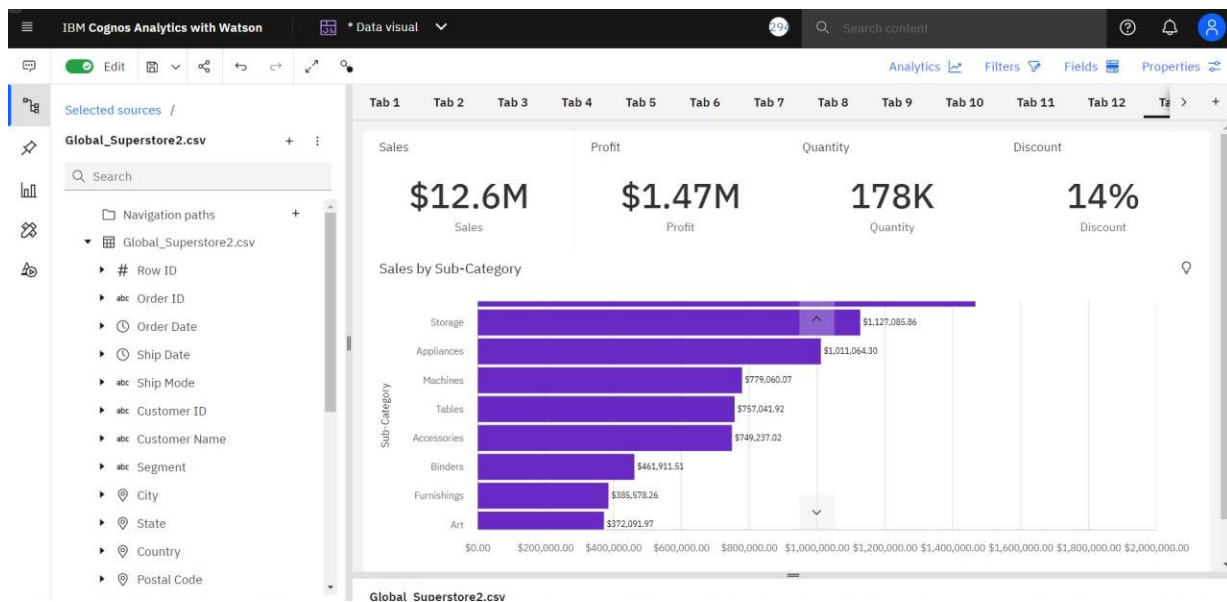 IBM Cognos Analytics with Watson
* Data visual
294
Search content
Edit
Analytics
Filters
Fields
Properties
Selected sources /
Global_Superstore2.csv
Search
Navigation paths
Global_Superstore2.csv
# Row ID
abc Order ID
Order Date
Ship Date
abc Ship Mode
abc Customer ID
abc Customer Name
abc Segment
City
State
Country
Postal Code
Tab 1 Tab 2 Tab 3 Tab 4 Tab 5 Tab 6 Tab 7 Tab 8 Tab 9 Tab 10 Tab 11 Tab 12
Sales Profit Quantity Discount
$12.6M $1.47M 178K 14%
Sales Profit Quantity Discount
Sales by Sub-Category
Sub-Category
Storage $1,127,085.86
Appliances $1,011,064.30
Machines $779,060.07
Tables $757,041.92
Accessories $749,237.02
Binders $461,911.51
Furnishings $385,578.26
Art $372,091.97
$0.00 $200,000.00 $400,000.00 $600,000.00 $800,000.00 $1,000,000.00 $1,200,000.00 $1,400,000.00 $1,600,000.00 $1,800,000.00 $2,000,000.00
Global_Superstore2.csv